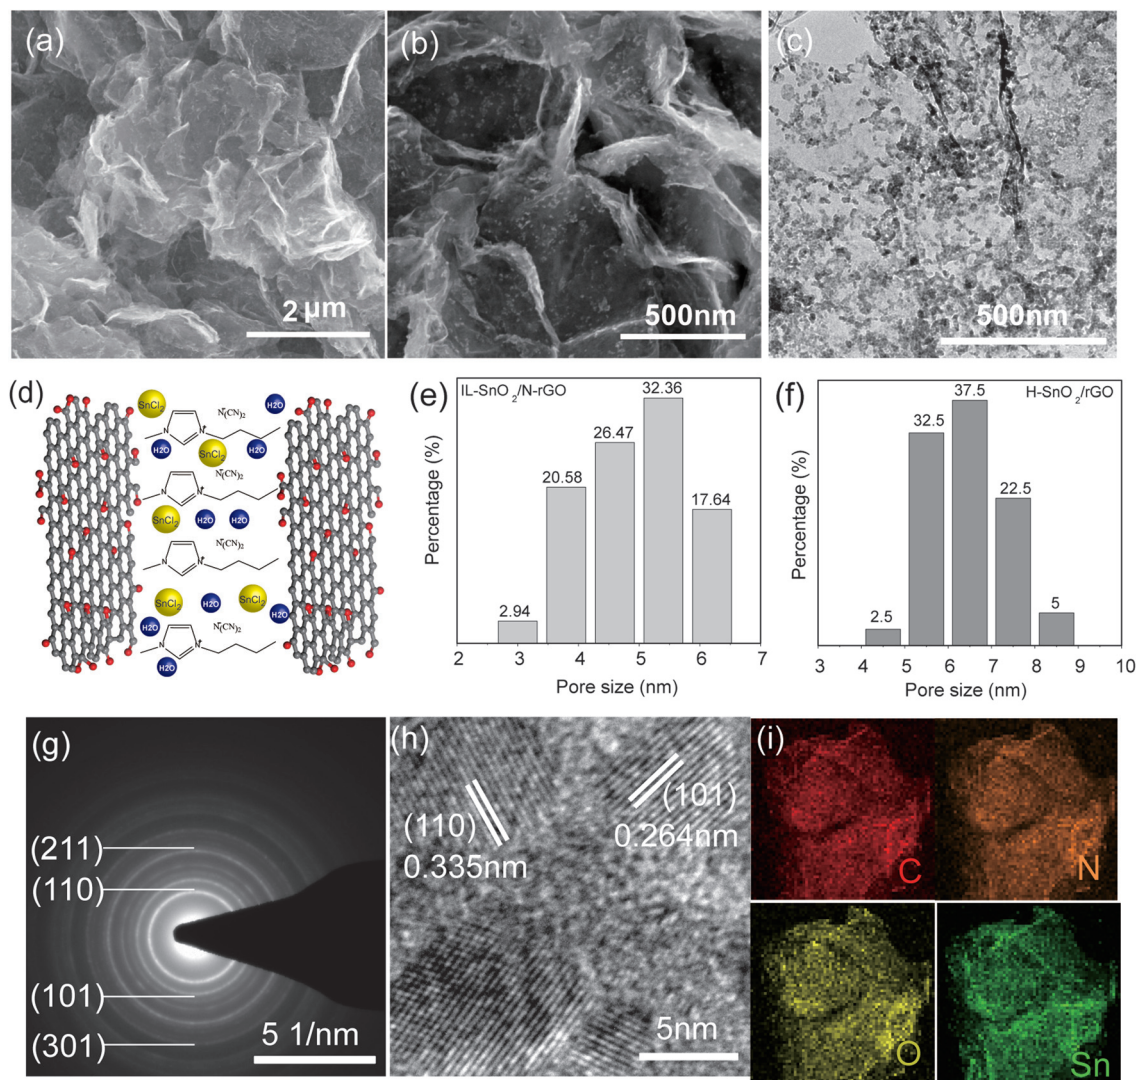 (a)
2 μm
(b)
500nm
(c)
500nm
(d)
SnCl2
N(CN)2
H2O
N+
H2O
SnCl2
H2O
N(CN)2
N+
SnCl2
H2O
H2O
N(CN)2
N+
SnCl2
H2O
SnCl2
H2O
H2O
N(CN)2
N+
H2O
(e)
IL-SnO2/N-rGO
2.94
20.58
26.47
32.36
17.64
Percentage (%)
2 3 4 5 6 7
Pore size (nm)
(f)
H-SnO2/rGO
2.5
32.5
37.5
22.5
5
Percentage (%)
3 4 5 6 7 8 9 10
Pore size (nm)
(g)
(211)
(110)
(101)
(301)
5 1/nm
(h)
(110)
0.335nm
(101)
0.264nm
5nm
(i)
C
N
O
Sn